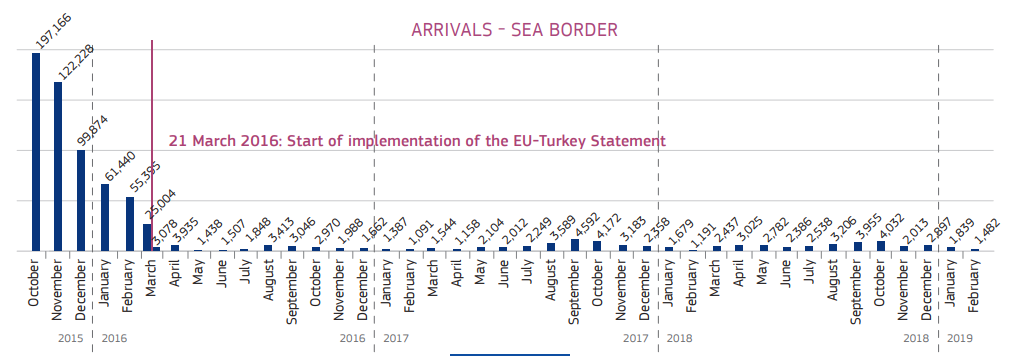 ARRIVALS – SEA BORDER
197,166
122,228
99,874
61,440
55,395
25,004
3,078
3,935
1,438
1,507
1,848
3,413
3,046
2,970
1,988
1,662
1,387
1,091
1,544
1,158
2,104
2,012
2,249
3,589
4,592
4,172
3,183
2,358
1,679
1,191
2,437
3,025
2,782
2,386
2,538
3,206
3,955
4,032
2,013
2,897
1,839
1,482
21 March 2016: Start of implementation of the EU-Turkey Statement
October
November
December
January
February
March
April
May
June
July
August
September
October
November
December
January
February
March
April
May
June
July
August
September
October
November
December
January
February
March
April
May
June
July
August
September
October
November
December
January
February
2015
2016
2016
2017
2017
2018
2018
2019